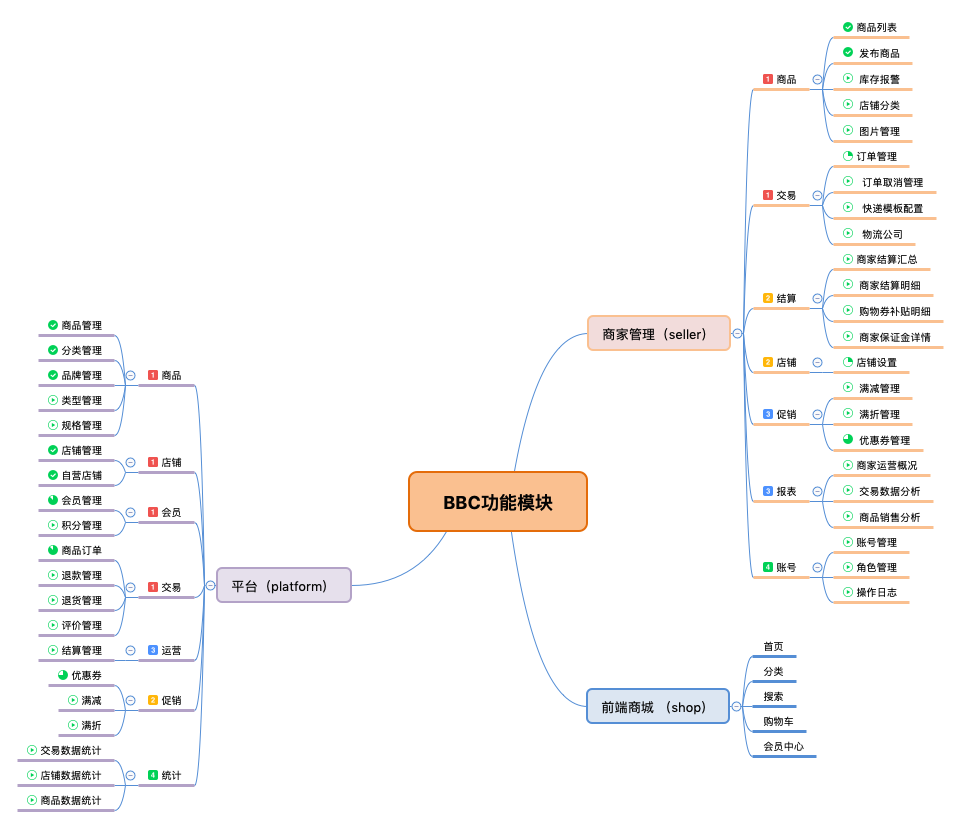 BBC功能模块
商家管理（seller）
1 商品
商品列表
发布商品
库存报警
店铺分类
图片管理
1 交易
订单管理
订单取消管理
快递模板配置
物流公司
2 结算
商家结算汇总
商家结算明细
购物券补贴明细
商家保证金详情
2 店铺
店铺设置
3 促销
满减管理
满折管理
优惠券管理
3 报表
商家运营概况
交易数据分析
商品销售分析
4 账号
账号管理
角色管理
操作日志
前端商城 （shop）
首页
分类
搜索
购物车
会员中心
平台（platform）
1 商品
商品管理
分类管理
品牌管理
类型管理
规格管理
1 店铺
店铺管理
自营店铺
1 会员
会员管理
积分管理
1 交易
商品订单
退款管理
退货管理
评价管理
3 运营
结算管理
2 促销
优惠券
满减
满折
4 统计
交易数据统计
店铺数据统计
商品数据统计